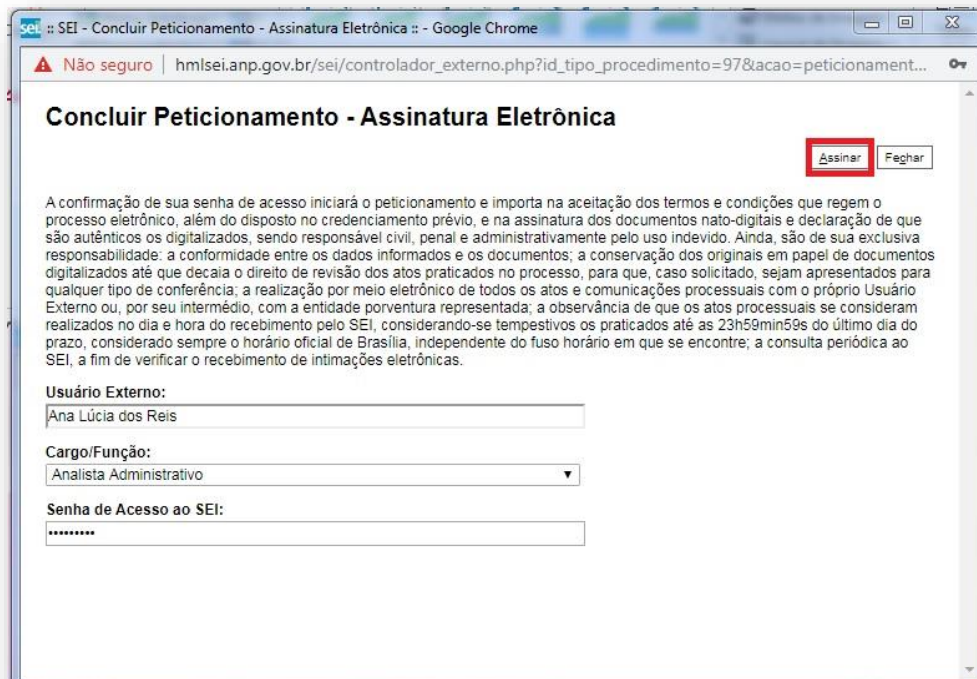 sei. :: SEI - Concluir Peticionamento - Assinatura Eletrônica :: - Google Chrome
Não seguro | hmlsei.anp.gov.br/sei/controlador_externo.php?id_tipo_procedimento=97&acao=peticionament...
Concluir Peticionamento - Assinatura Eletrônica
Assinar Fechar
A confirmação de sua senha de acesso iniciará o peticionamento e importa na aceitação dos termos e condições que regem o
processo eletrônico, além do disposto no credenciamento prévio, e na assinatura dos documentos nato-digitais e declaração de que
são autênticos os digitalizados, sendo responsável civil, penal e administrativamente pelo uso indevido. Ainda, são de sua exclusiva
responsabilidade: a conformidade entre os dados informados e os documentos; a conservação dos originais em papel de documentos
digitalizados até que decaia o direito de revisão dos atos praticados no processo, para que, caso solicitado, sejam apresentados para
qualquer tipo de conferência; a realização por meio eletrônico de todos os atos e comunicações processuais com o próprio Usuário
Externo ou, por seu intermédio, com a entidade porventura representada; a observância de que os atos processuais se consideram
realizados no dia e hora do recebimento pelo SEI, considerando-se tempestivos os praticados até as 23h59min59s do último dia do
prazo, considerado sempre o horário oficial de Brasília, independente do fuso horário em que se encontre; a consulta periódica ao
SEI, a fim de verificar o recebimento de intimações eletrônicas.
Usuário Externo:
Ana Lúcia dos Reis
Cargo/Função:
Analista Administrativo
Senha de Acesso ao SEI:
•••••••••